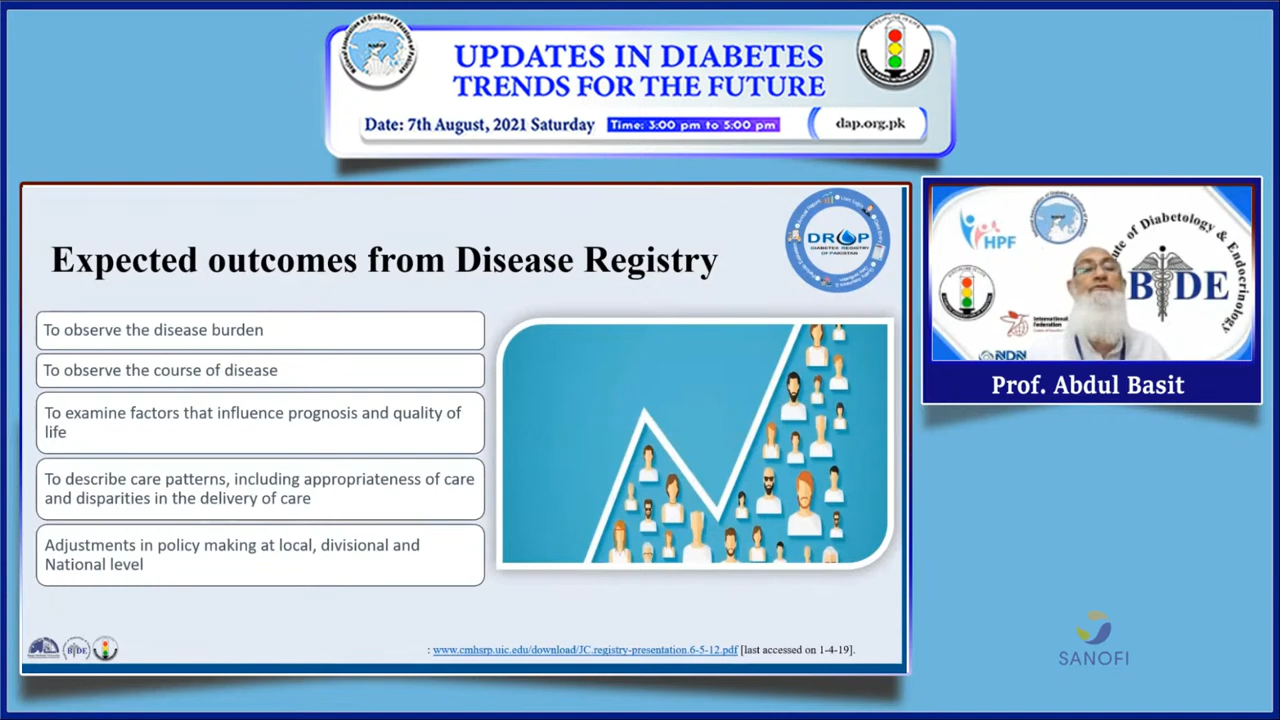 UPDATES IN DIABETES
TRENDS FOR THE FUTURE
Date: 7th August, 2021 Saturday
Time: 3:00 pm to 5:00 pm
dap.org.pk
Expected outcomes from Disease Registry
DROP
DIABETES REGISTRY
OF PAKISTAN
To observe the disease burden
To observe the course of disease
To examine factors that influence prognosis and quality of
life
To describe care patterns, including appropriateness of care
and disparities in the delivery of care
Adjustments in policy making at local, divisional and
National level
: www.cmhsrp.uic.edu/download/JC.registry-presentation.6-5-12.pdf [last accessed on 1-4-19].
HPF
of Diabetology & Endocrinology
BIDE
International
Federation
NDN
Prof. Abdul Basit
SANOFI